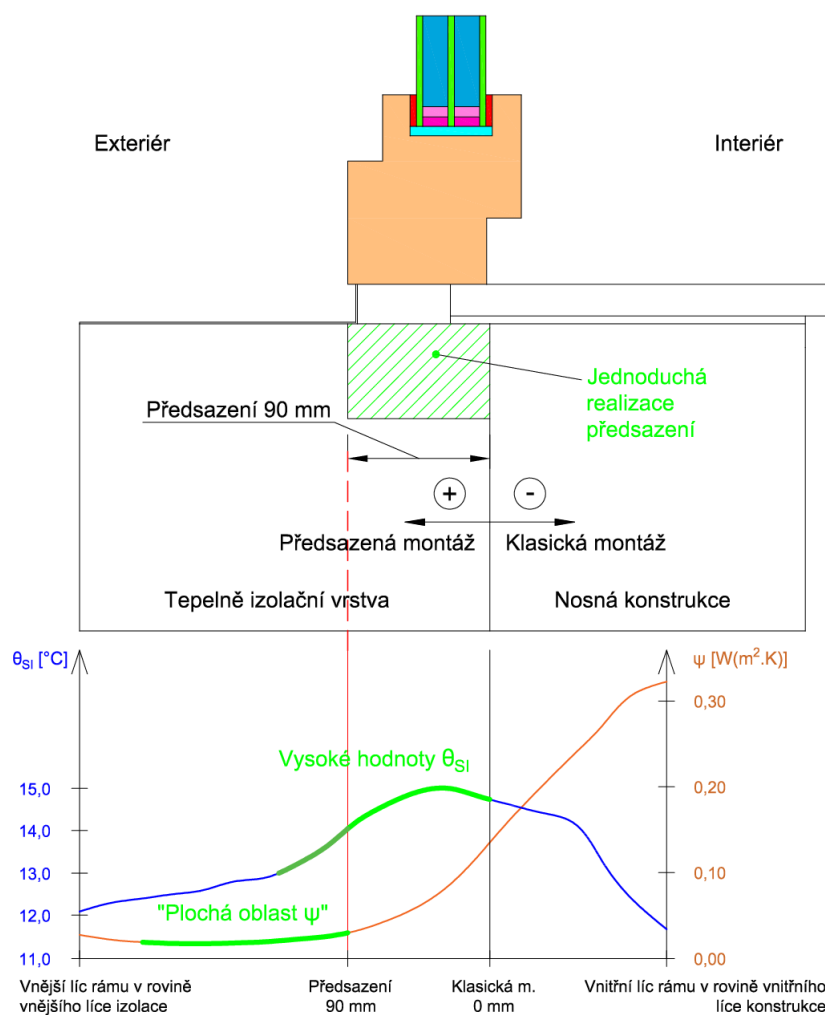 Exteriér
Interiér
Jednoduchá
realizace
předsazení
Předsazení 90 mm
+
-
Předsazená montáž
Klasická montáž
Tepelně izolační vrstva
Nosná konstrukce
θSI [°C]
ψ [W(m².K)]
0,30
Vysoké hodnoty θSI
15,0
0,20
14,0
13,0
0,10
"Plochá oblast ψ"
12,0
11,0
0,00
Vnější líc rámu v rovině
vnějšího líce izolace
Předsazení
90 mm
Klasická m.
0 mm
Vnitřní líc rámu v rovině vnitřního
líce konstrukce